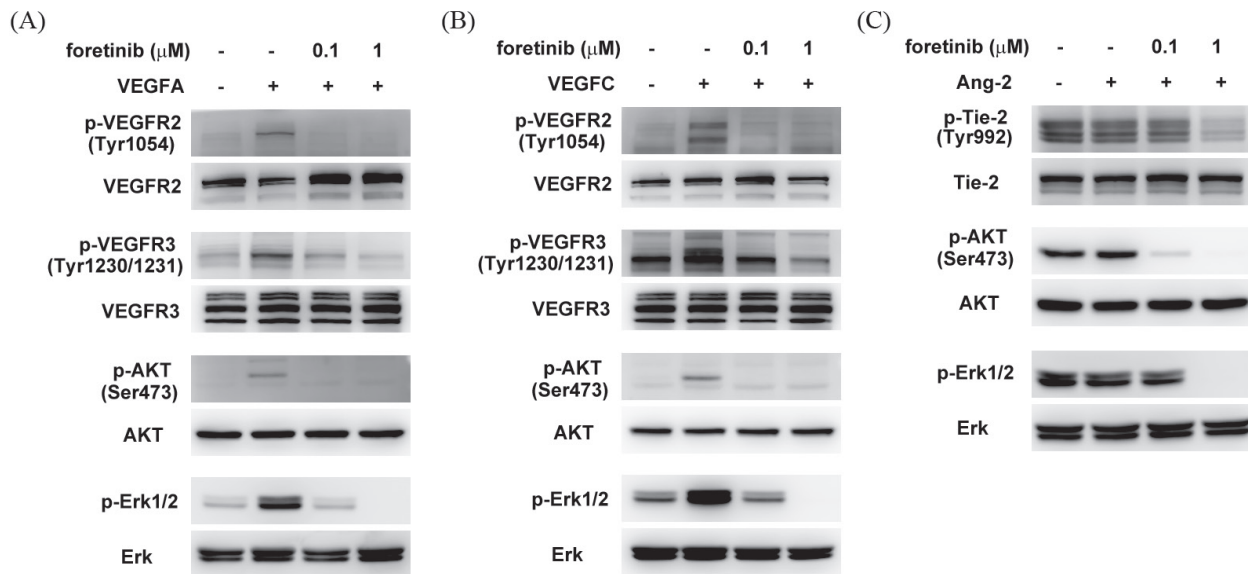 (A)
foretinib (μM) - - 0.1 1
VEGFA - + + +
p-VEGFR2
(Tyr1054)
VEGFR2
p-VEGFR3
(Tyr1230/1231)
VEGFR3
p-AKT
(Ser473)
AKT
p-Erk1/2
Erk
(B)
foretinib (μM) - - 0.1 1
VEGFC - + + +
p-VEGFR2
(Tyr1054)
VEGFR2
p-VEGFR3
(Tyr1230/1231)
VEGFR3
p-AKT
(Ser473)
AKT
p-Erk1/2
Erk
(C)
foretinib (μM) - - 0.1 1
Ang-2 - + + +
p-Tie-2
(Tyr992)
Tie-2
p-AKT
(Ser473)
AKT
p-Erk1/2
Erk